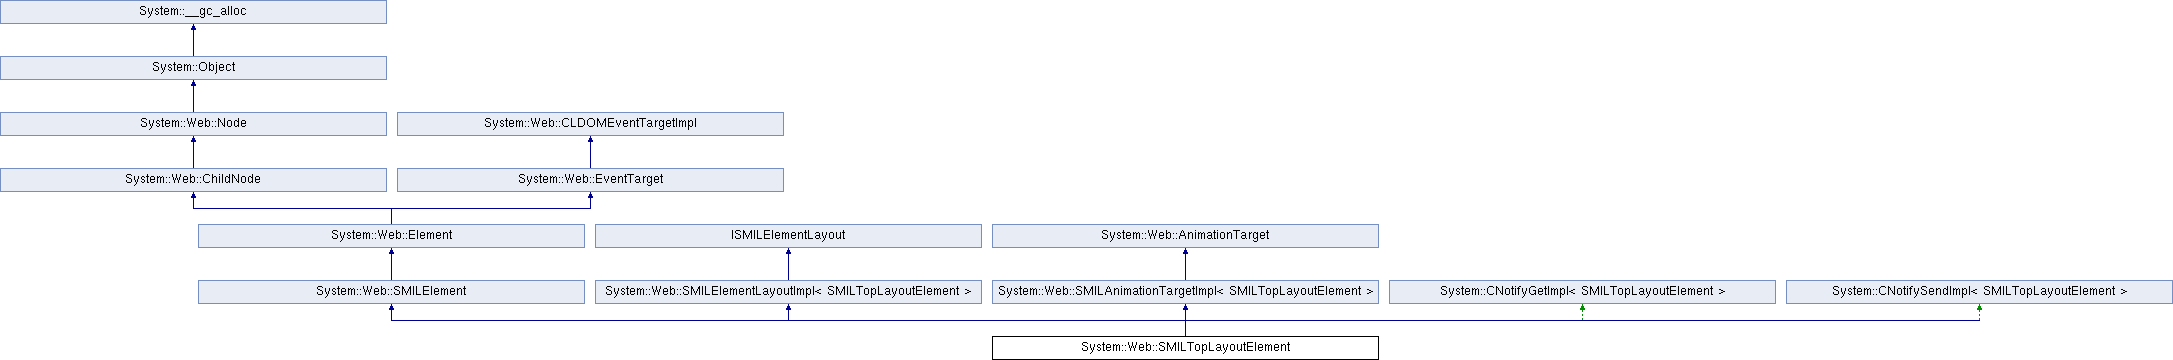 System::__gc_alloc
System::Object
System::Web::Node
System::Web::CLDOMEventTargetImpl
System::Web::ChildNode
System::Web::EventTarget
System::Web::Element
ISMILElementLayout
System::Web::AnimationTarget
System::Web::SMILElement
System::Web::SMILElementLayoutImpl< SMILTopLayoutElement >
System::Web::SMILAnimationTargetImpl< SMILTopLayoutElement >
System::CNotifyGetImpl< SMILTopLayoutElement >
System::CNotifySendImpl< SMILTopLayoutElement >
System::Web::SMILTopLayoutElement